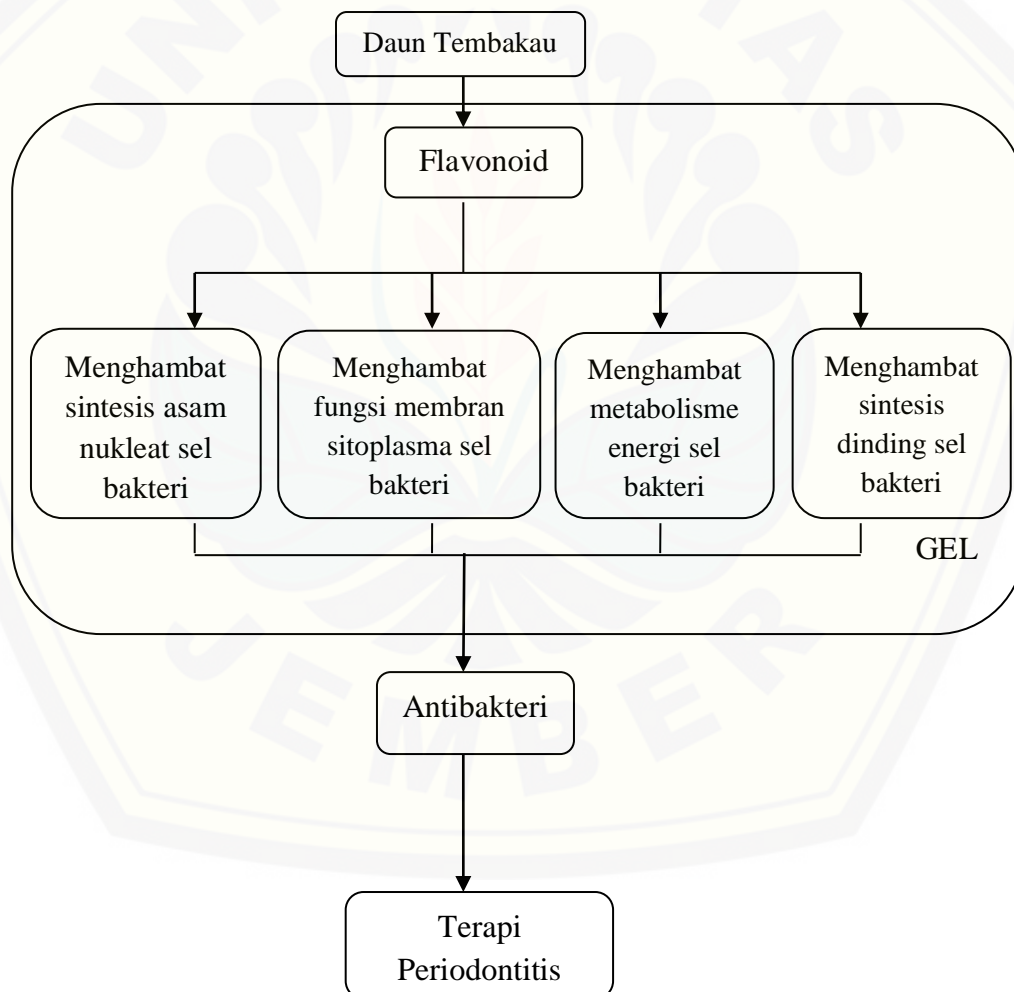 Daun Tembakau
Flavonoid
Menghambat
sintesis asam
nukleat sel
bakteri
Menghambat
fungsi membran
sitoplasma sel
bakteri
Menghambat
metabolisme
energi sel
bakteri
Menghambat
sintesis
dinding sel
bakteri
GEL
Antibakteri
Terapi
Periodontitis
JEMBER